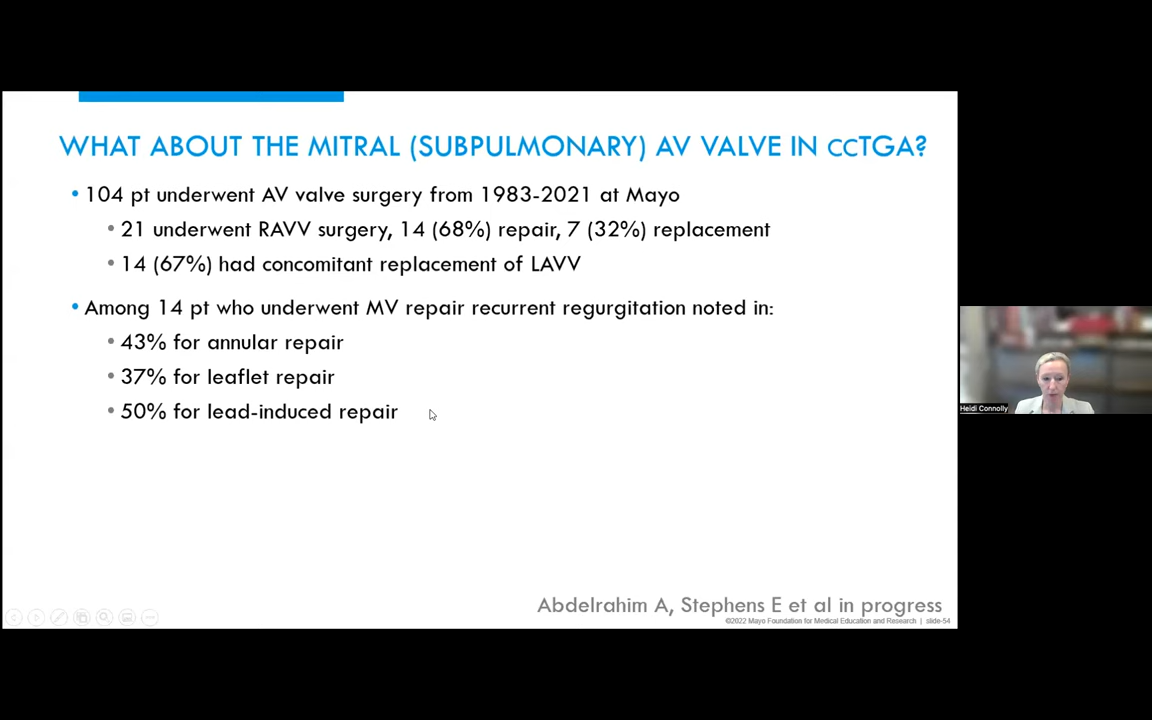 WHAT ABOUT THE MITRAL (SUBPULMONARY) AV VALVE IN CCTGA?
• 104 pt underwent AV valve surgery from 1983-2021 at Mayo
• 21 underwent RAVV surgery, 14 (68%) repair, 7 (32%) replacement
• 14 (67%) had concomitant replacement of LAVV
• Among 14 pt who underwent MV repair recurrent regurgitation noted in:
• 43% for annular repair
• 37% for leaflet repair
• 50% for lead-induced repair
Heidi Connolly
Abdelrahim A, Stephens E et al in progress
©2022 Mayo Foundation for Medical Education and Research | slide-54